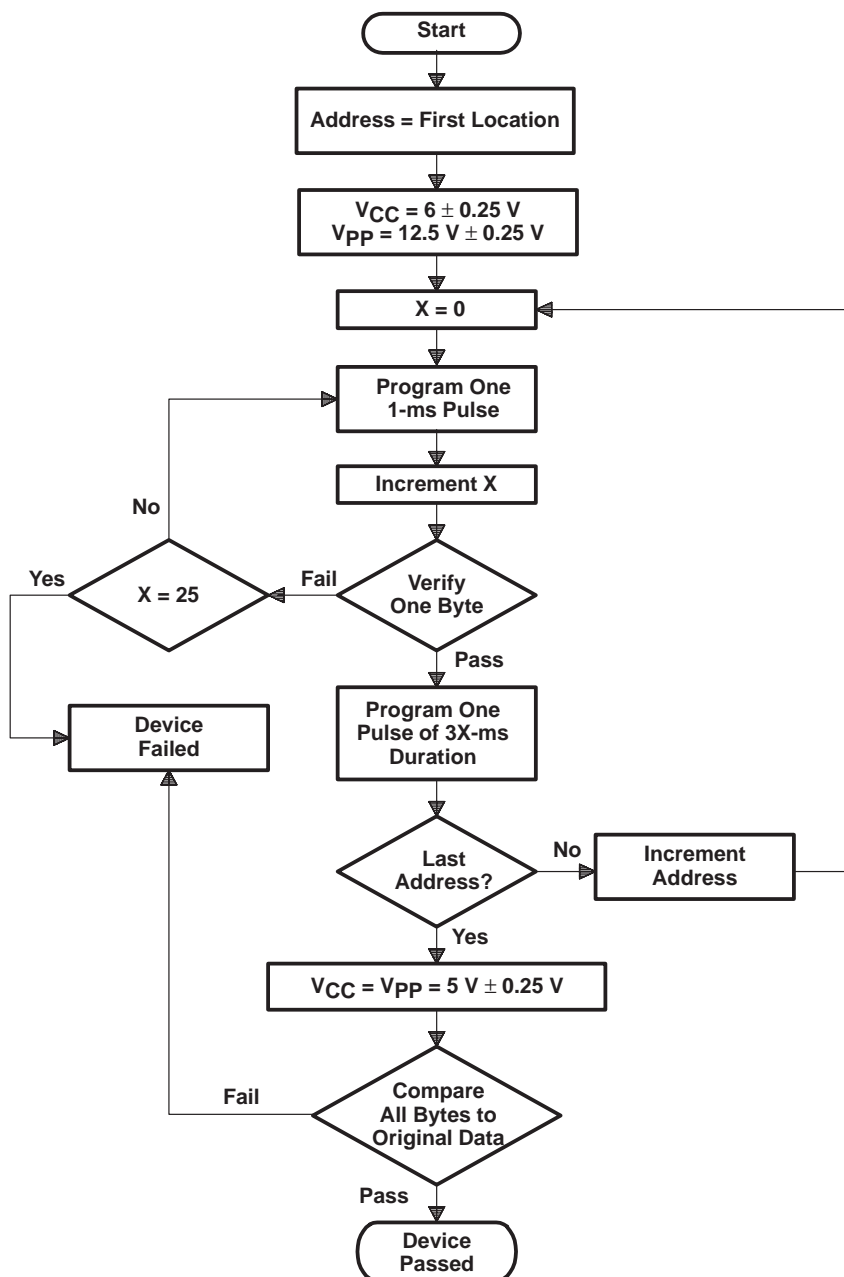 Start
Address = First Location
VCC = 6 ± 0.25 V
VPP = 12.5 V ± 0.25 V
X = 0
Program One
1-ms Pulse
Increment X
No
Yes
X = 25
Fail
Verify
One Byte
Pass
Device
Failed
Program One
Pulse of 3X-ms
Duration
Last
Address?
No
Increment
Address
Yes
VCC = VPP = 5 V ± 0.25 V
Fail
Compare
All Bytes to
Original Data
Pass
Device
Passed